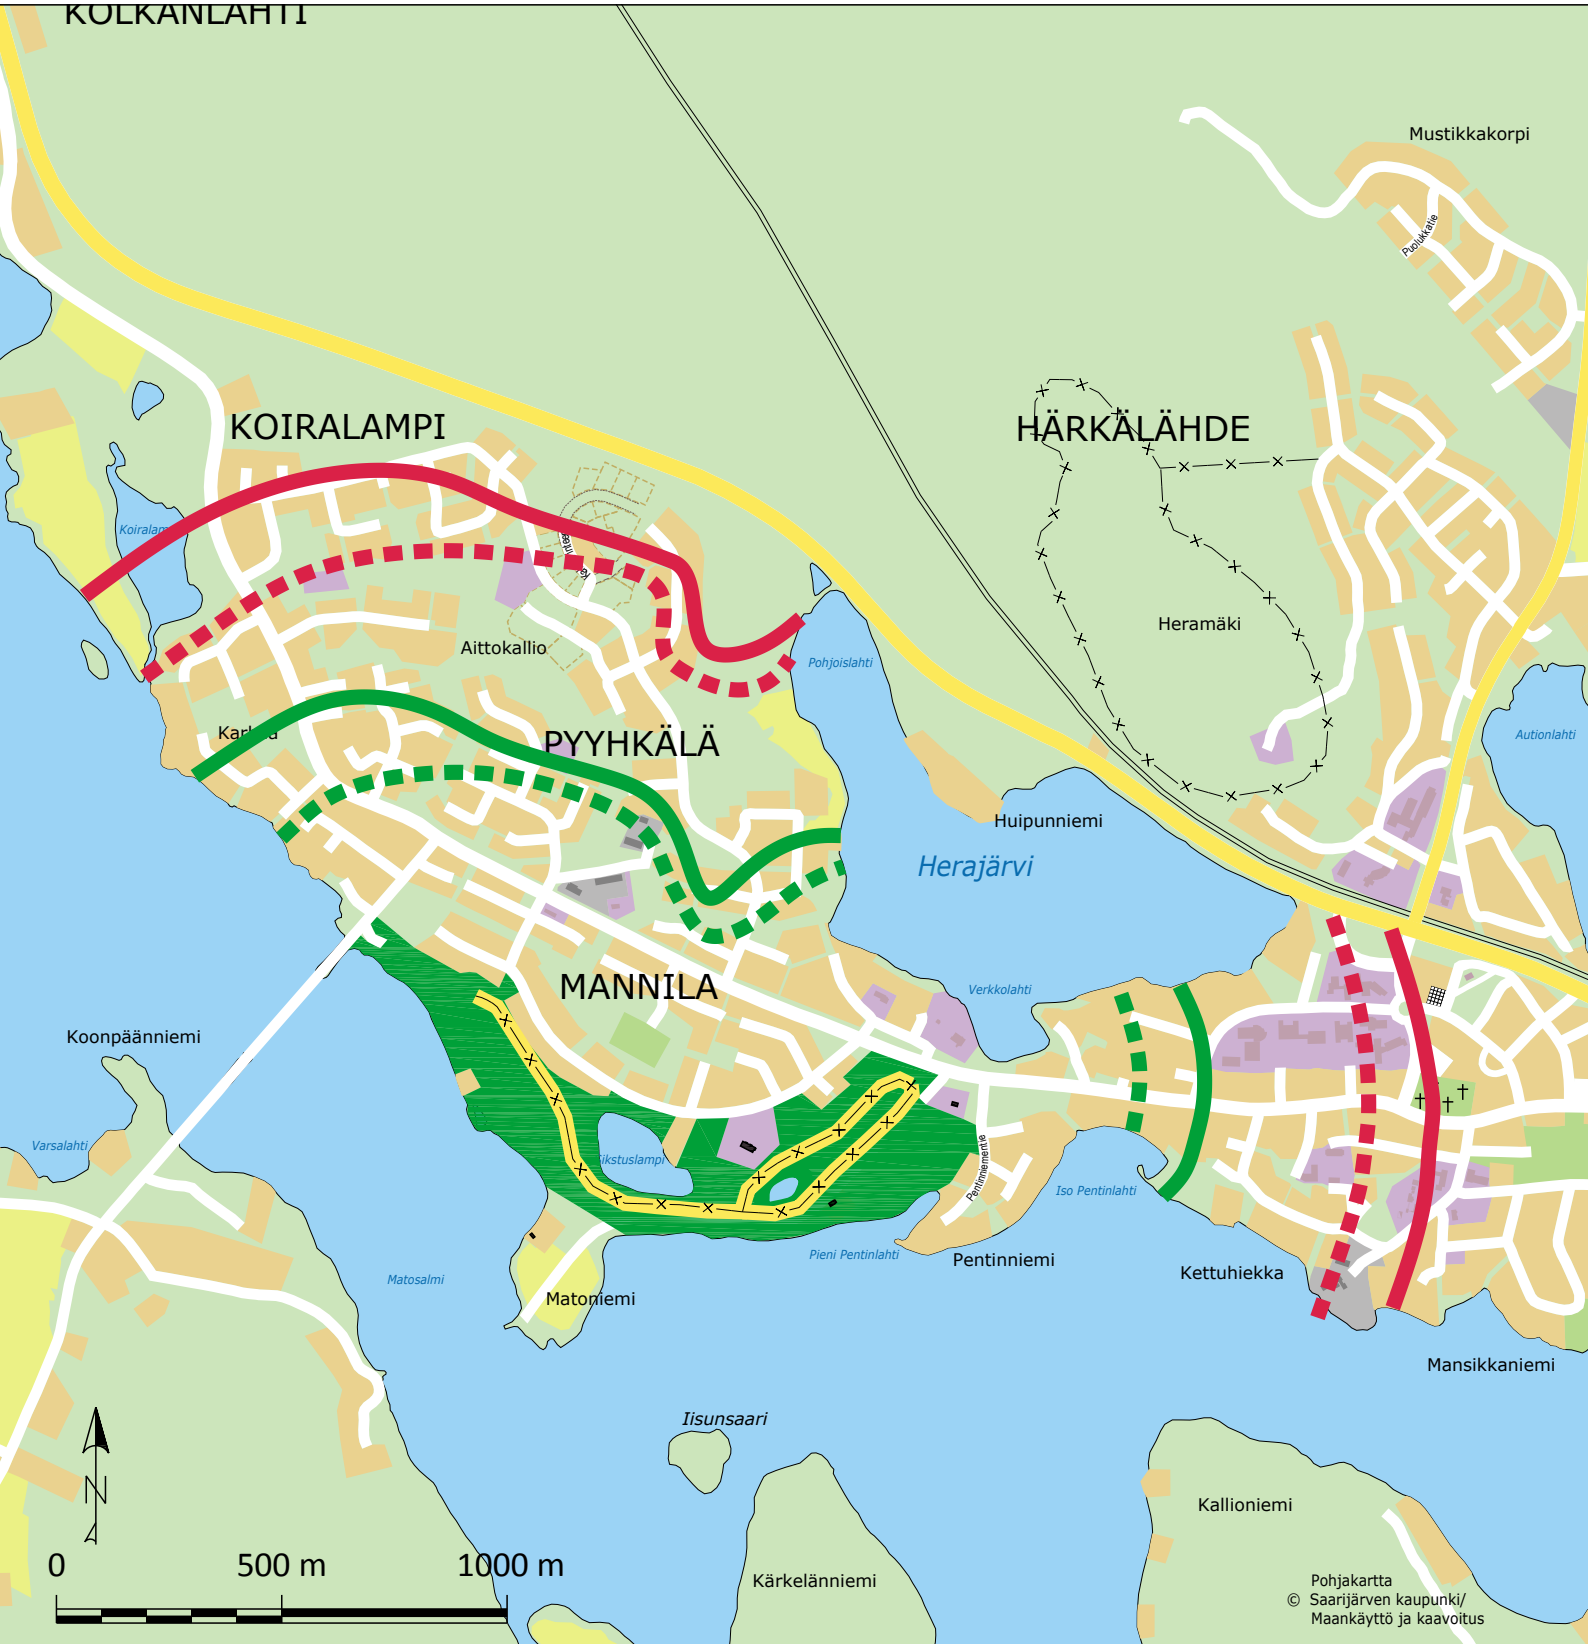 KOLKANLAHTI
Mustikkakorpi
Puolukkatie
KOIRALAMPI
HÄRKÄLÄHDE
Heramäki
Aittokallio
Pohjoislahti
Autionlahti
PYYHKÄLÄ
Huipunniemi
Herajärvi
MANNILA
Verkkolahti
Koonpäänniemi
Varsalahti
Pentinniementie
Iso Pentinlahti
Pieni Pentinlahti
Pentinniemi
Kettuhiekka
Matosalmi
Matoniemi
Mansikkaniemi
Iisunsaari
Kallioniemi
N
0 500 m 1000 m
Kärkelänniemi
Pohjakartta
© Saarijärven kaupunki/
Maankäyttö ja kaavoitus